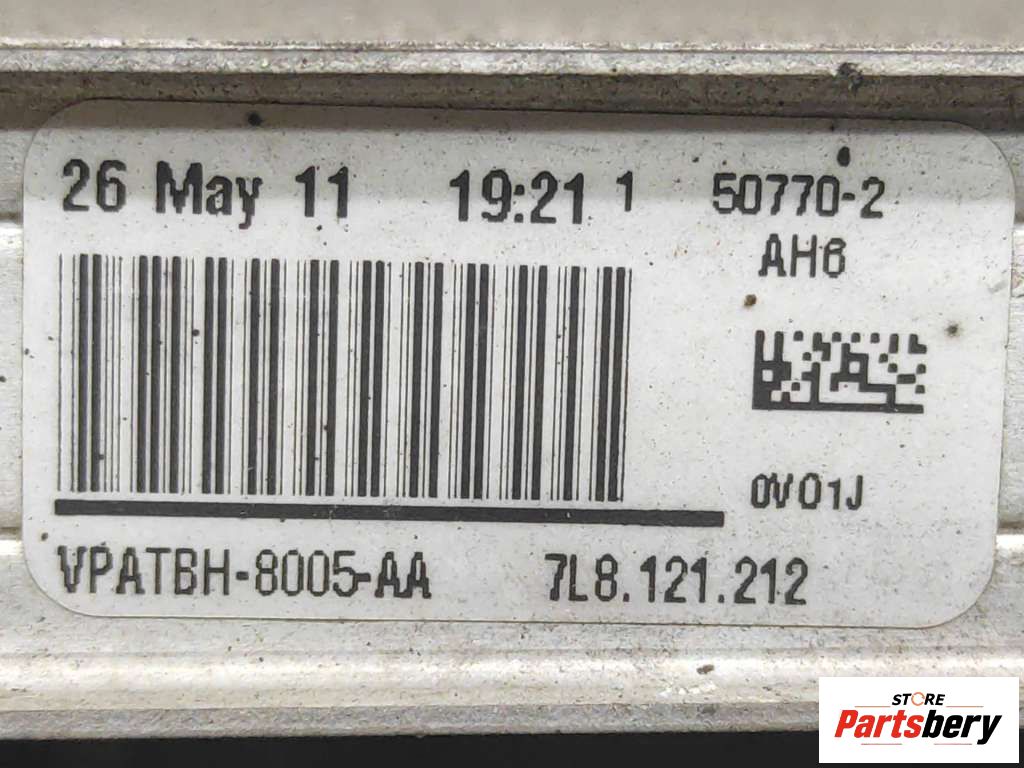 26 May 11 19:21 1 50770-2
AH6
0V01J
VPATBH-8005-AA 7L8.121.212
STORE
Partsbery